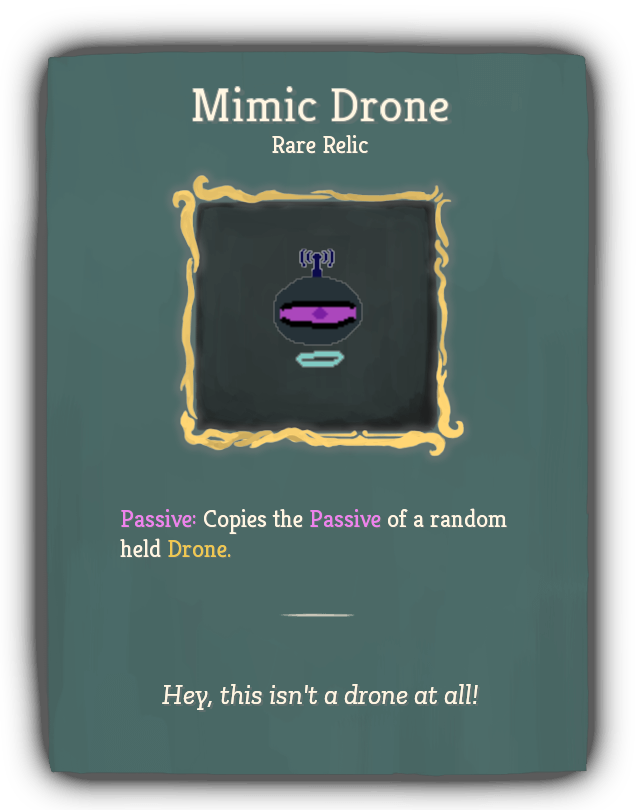 Mimic Drone
Rare Relic
Passive: Copies the Passive of a random
held Drone.
Hey, this isn't a drone at all!